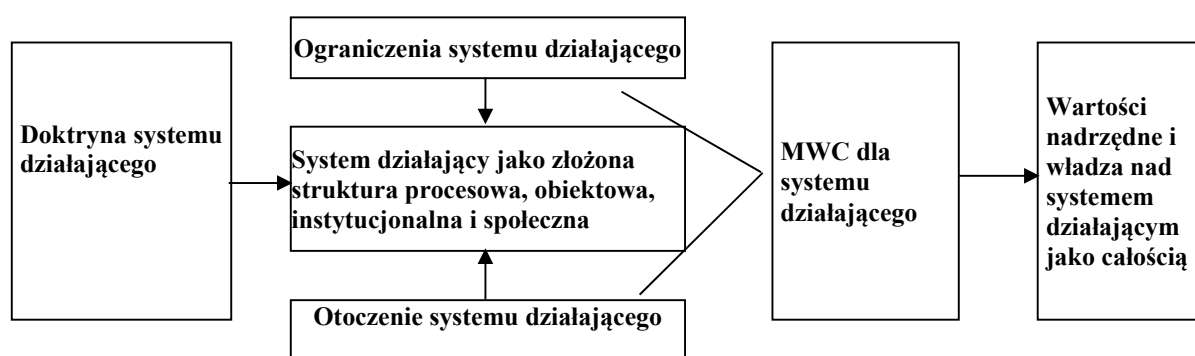 Doktryna systemu
działającego
Ograniczenia systemu działającego
System działający jako złożona
struktura procesowa, obiektowa,
instytucjonalna i społeczna
Otoczenie systemu działającego
MWC dla
systemu
działającego
Wartości
nadrzędne i
władza nad
systemem
działającym
jako całością